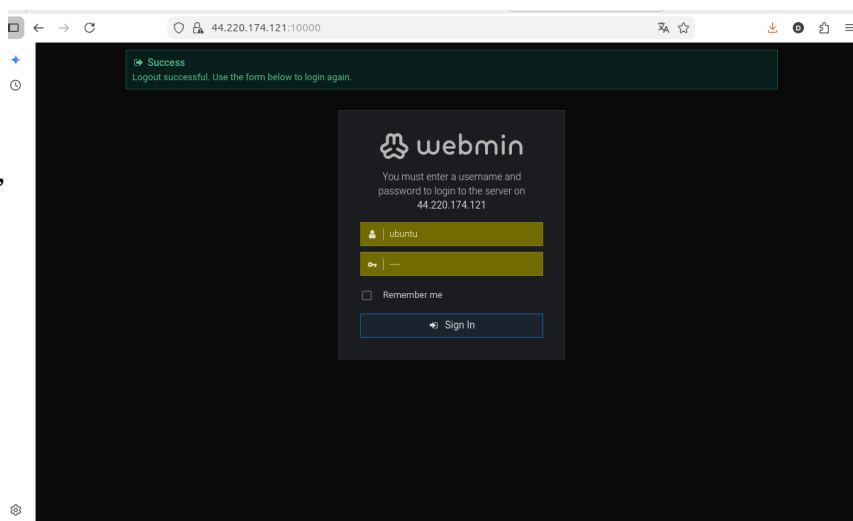 44.220.174.121:10000
Success
Logout successful. Use the form below to login again.
webmin
You must enter a username and
password to login to the server on
44.220.174.121
ubuntu
Remember me
Sign In